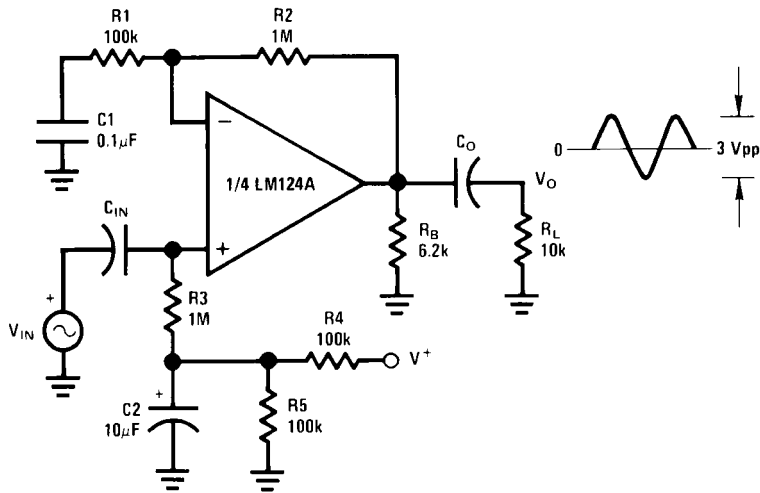 R1
100k
R2
1M
C1
0.1μF
−
1/4 LM124A
+
CO
VO
0
3 Vpp
CIN
RB
6.2k
RL
10k
+
VIN
R3
1M
R4
100k
V+
+
C2
10μF
R5
100k